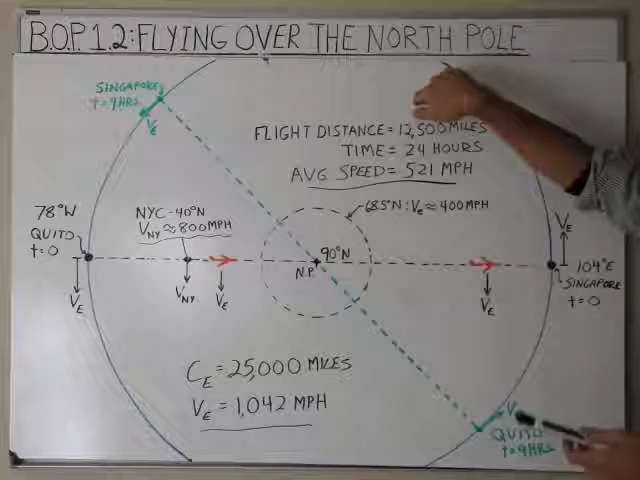 B.O.P. 1.2: FLYING OVER THE NORTH POLE
SINGAPORE
t=9HRS
VE
FLIGHT DISTANCE = 12,500 MILES
TIME = 24 HOURS
AVG SPEED = 521 MPH
78°W
QUITO
t=0
NYC-40°N
VNY≈800MPH
68.5°N: VE≈400MPH
90°N
N.P.
VE
104°E
SINGAPORE
t=0
VE
VNY
VE
VE
CE = 25,000 MILES
VE = 1,042 MPH
QUITO
t=9HRS